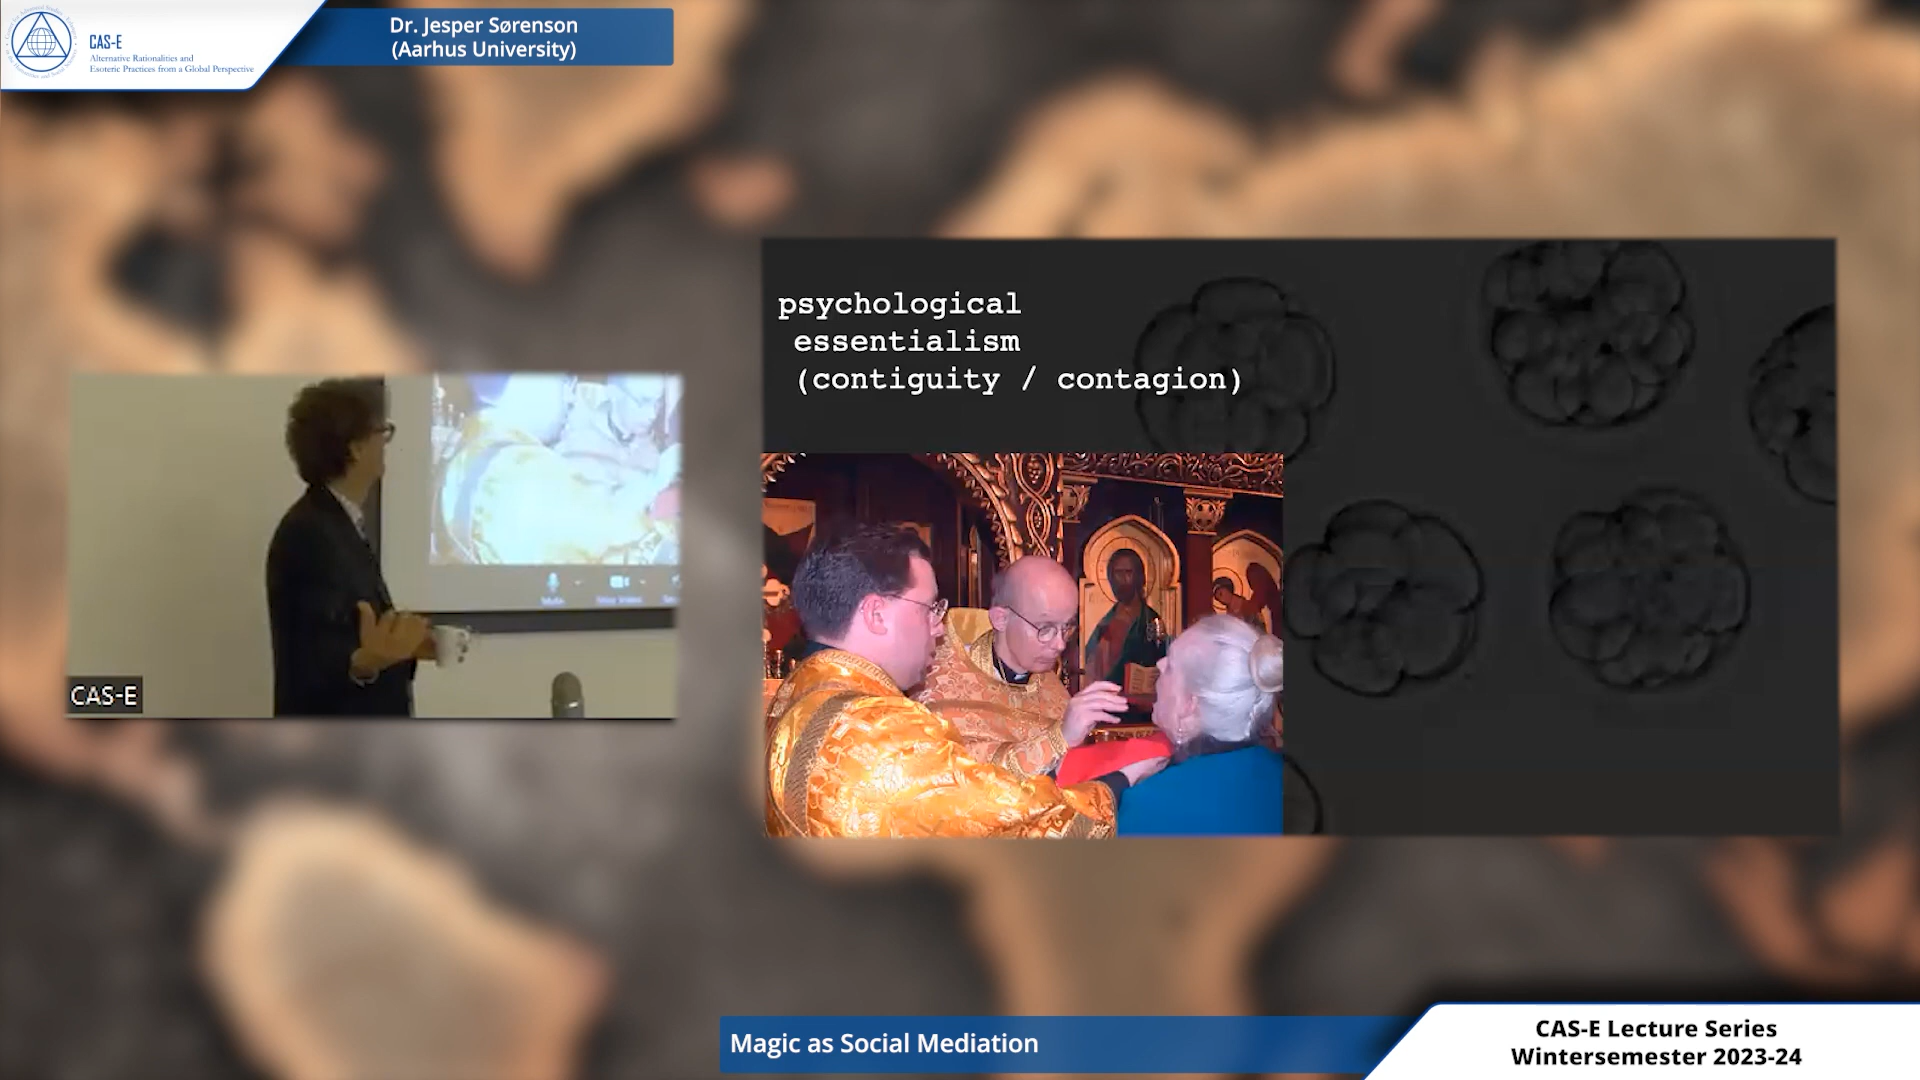 CAS-E
Alternative Rationalities and
Esoteric Practices from a Global Perspective
Dr. Jesper Sørenson
(Aarhus University)
psychological
essentialism
(contiguity / contagion)
CAS-E
Magic as Social Mediation
CAS-E Lecture Series
Wintersemester 2023-24